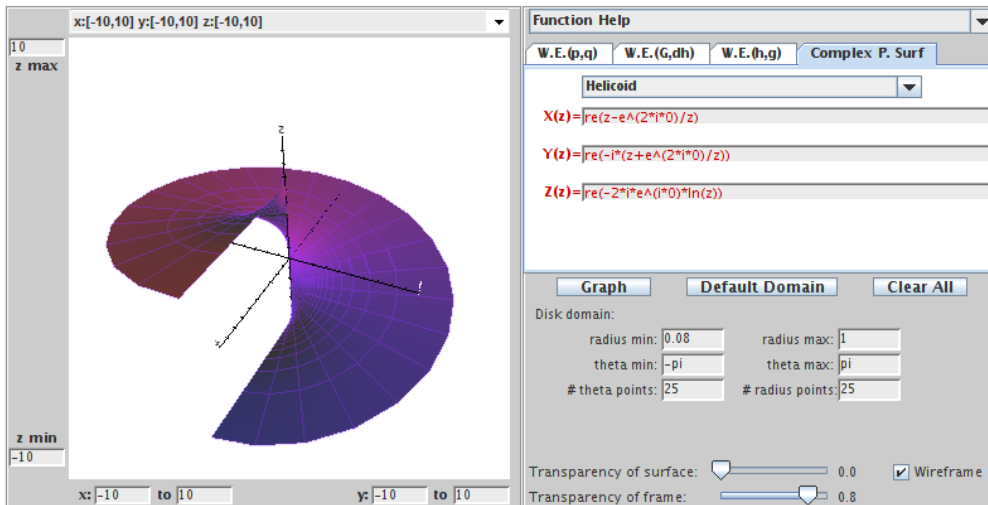 x:[-10,10] y:[-10,10] z:[-10,10]
10
z max
z
z min
-10
x: -10 to 10 y: -10 to 10
Function Help
W.E.(p,q) W.E.(G,dh) W.E.(h,g) Complex P. Surf
Helicoid
X(z)= re(z-e^(2*i*0)/z)
Y(z)= re(-i*(z+e^(2*i*0)/z))
Z(z)= re(-2*i*e^(i*0)*ln(z))
Graph Default Domain Clear All
Disk domain:
radius min: 0.08 radius max: 1
theta min: -pi theta max: pi
# theta points: 25 # radius points: 25
Transparency of surface: 0.0 Wireframe
Transparency of frame: 0.8